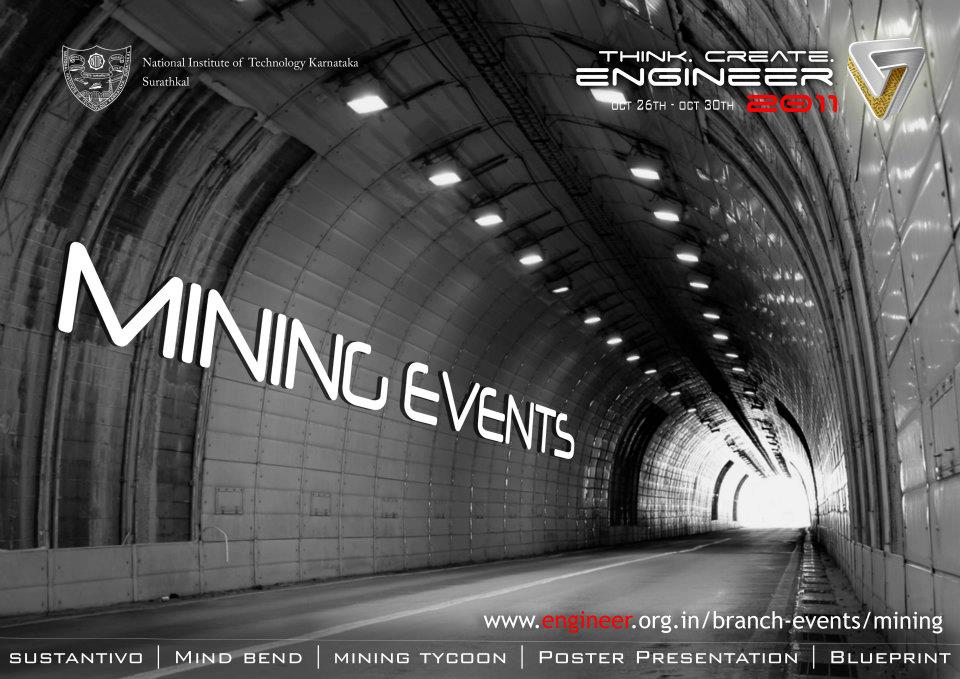 National Institute of Technology Karnataka
Surathkal
THINK. CREATE.
ENGINEER
OCT 26TH - OCT 30TH 2011
MINING EVENTS
www.engineer.org.in/branch-events/mining
SUSTANTIVO | MIND BEND | MINING TYCOON | POSTER PRESENTATION | BLUEPRINT